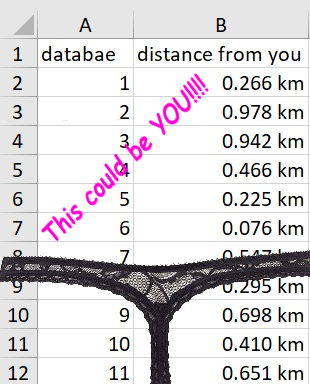 A B
1 databae distance from you
2 1 0.266 km
3 2 0.978 km
4 3 0.942 km
5 4 0.466 km
6 5 0.225 km
7 6 0.076 km
8 7 0.547 km
9 0.295 km
10 9 0.698 km
11 10 0.410 km
12 11 0.651 km
This could be YOU!!!!!